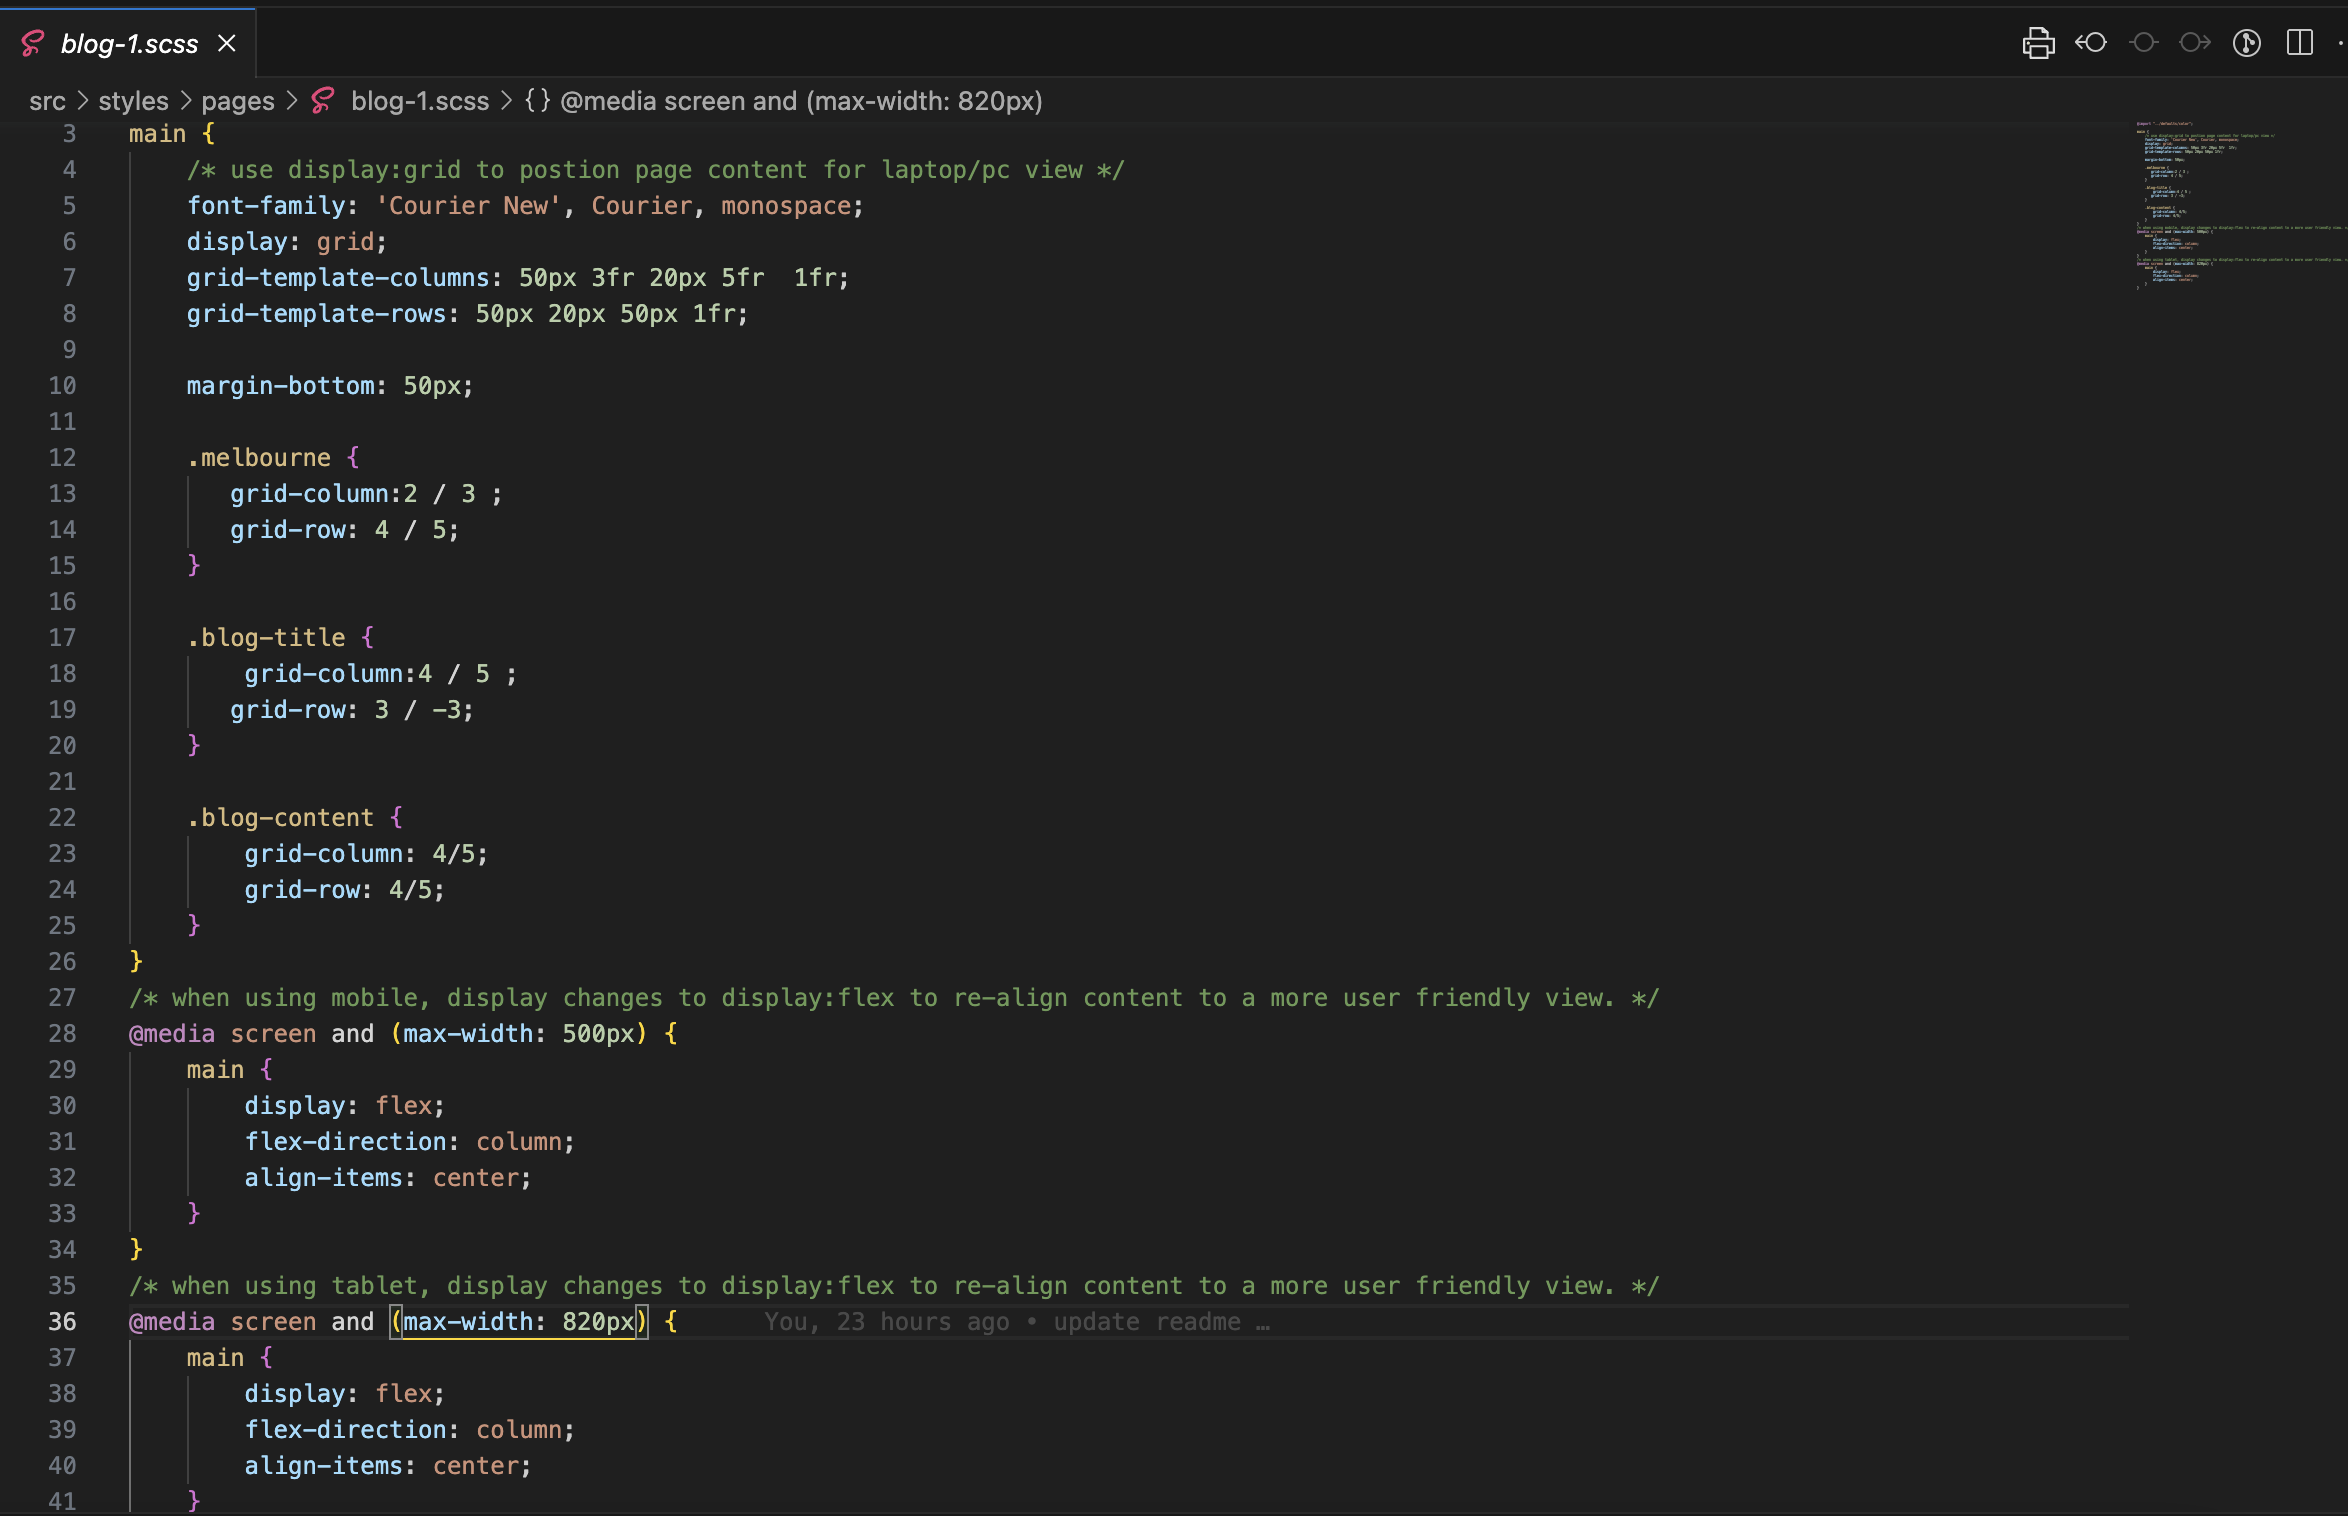 blog-1.scss
src > styles > pages > blog-1.scss > {} @media screen and (max-width: 820px)
3 main {
4 /* use display:grid to postion page content for laptop/pc view */
5 font-family: 'Courier New', Courier, monospace;
6 display: grid;
7 grid-template-columns: 50px 3fr 20px 5fr  1fr;
8 grid-template-rows: 50px 20px 50px 1fr;
9
10 margin-bottom: 50px;
11
12 .melbourne {
13 grid-column:2 / 3 ;
14 grid-row: 4 / 5;
15 }
16
17 .blog-title {
18 grid-column:4 / 5 ;
19 grid-row: 3 / -3;
20 }
21
22 .blog-content {
23 grid-column: 4/5;
24 grid-row: 4/5;
25 }
26 }
27 /* when using mobile, display changes to display:flex to re-align content to a more user friendly view. */
28 @media screen and (max-width: 500px) {
29 main {
30 display: flex;
31 flex-direction: column;
32 align-items: center;
33 }
34 }
35 /* when using tablet, display changes to display:flex to re-align content to a more user friendly view. */
36 @media screen and (max-width: 820px) { You, 23 hours ago • update readme …
37 main {
38 display: flex;
39 flex-direction: column;
40 align-items: center;
41 }